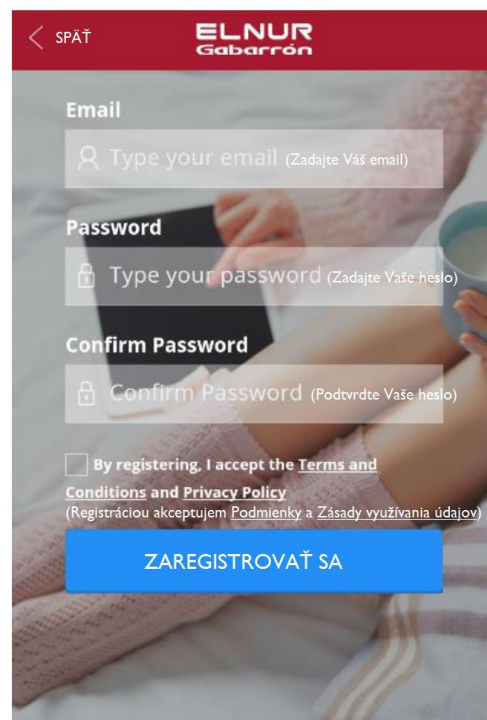 SPÄŤ
ELNUR
Gabarrón
Email
Type your email (Zadajte Váš email)
Password
Type your password (Zadajte Vaše heslo)
Confirm Password
Confirm Password (Podtvrdte Vaše heslo)
By registering, I accept the Terms and
Conditions and Privacy Policy
(Registráciou akceptujem Podmienky a Zásady využívania údajov)
ZAREGISTROVAŤ SA